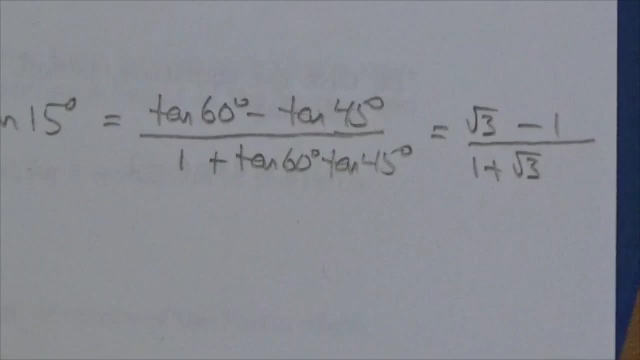 n 15° = (tan 60° - tan 45°) / (1 + tan 60° tan 45°) = (√3 - 1) / (1 + √3)